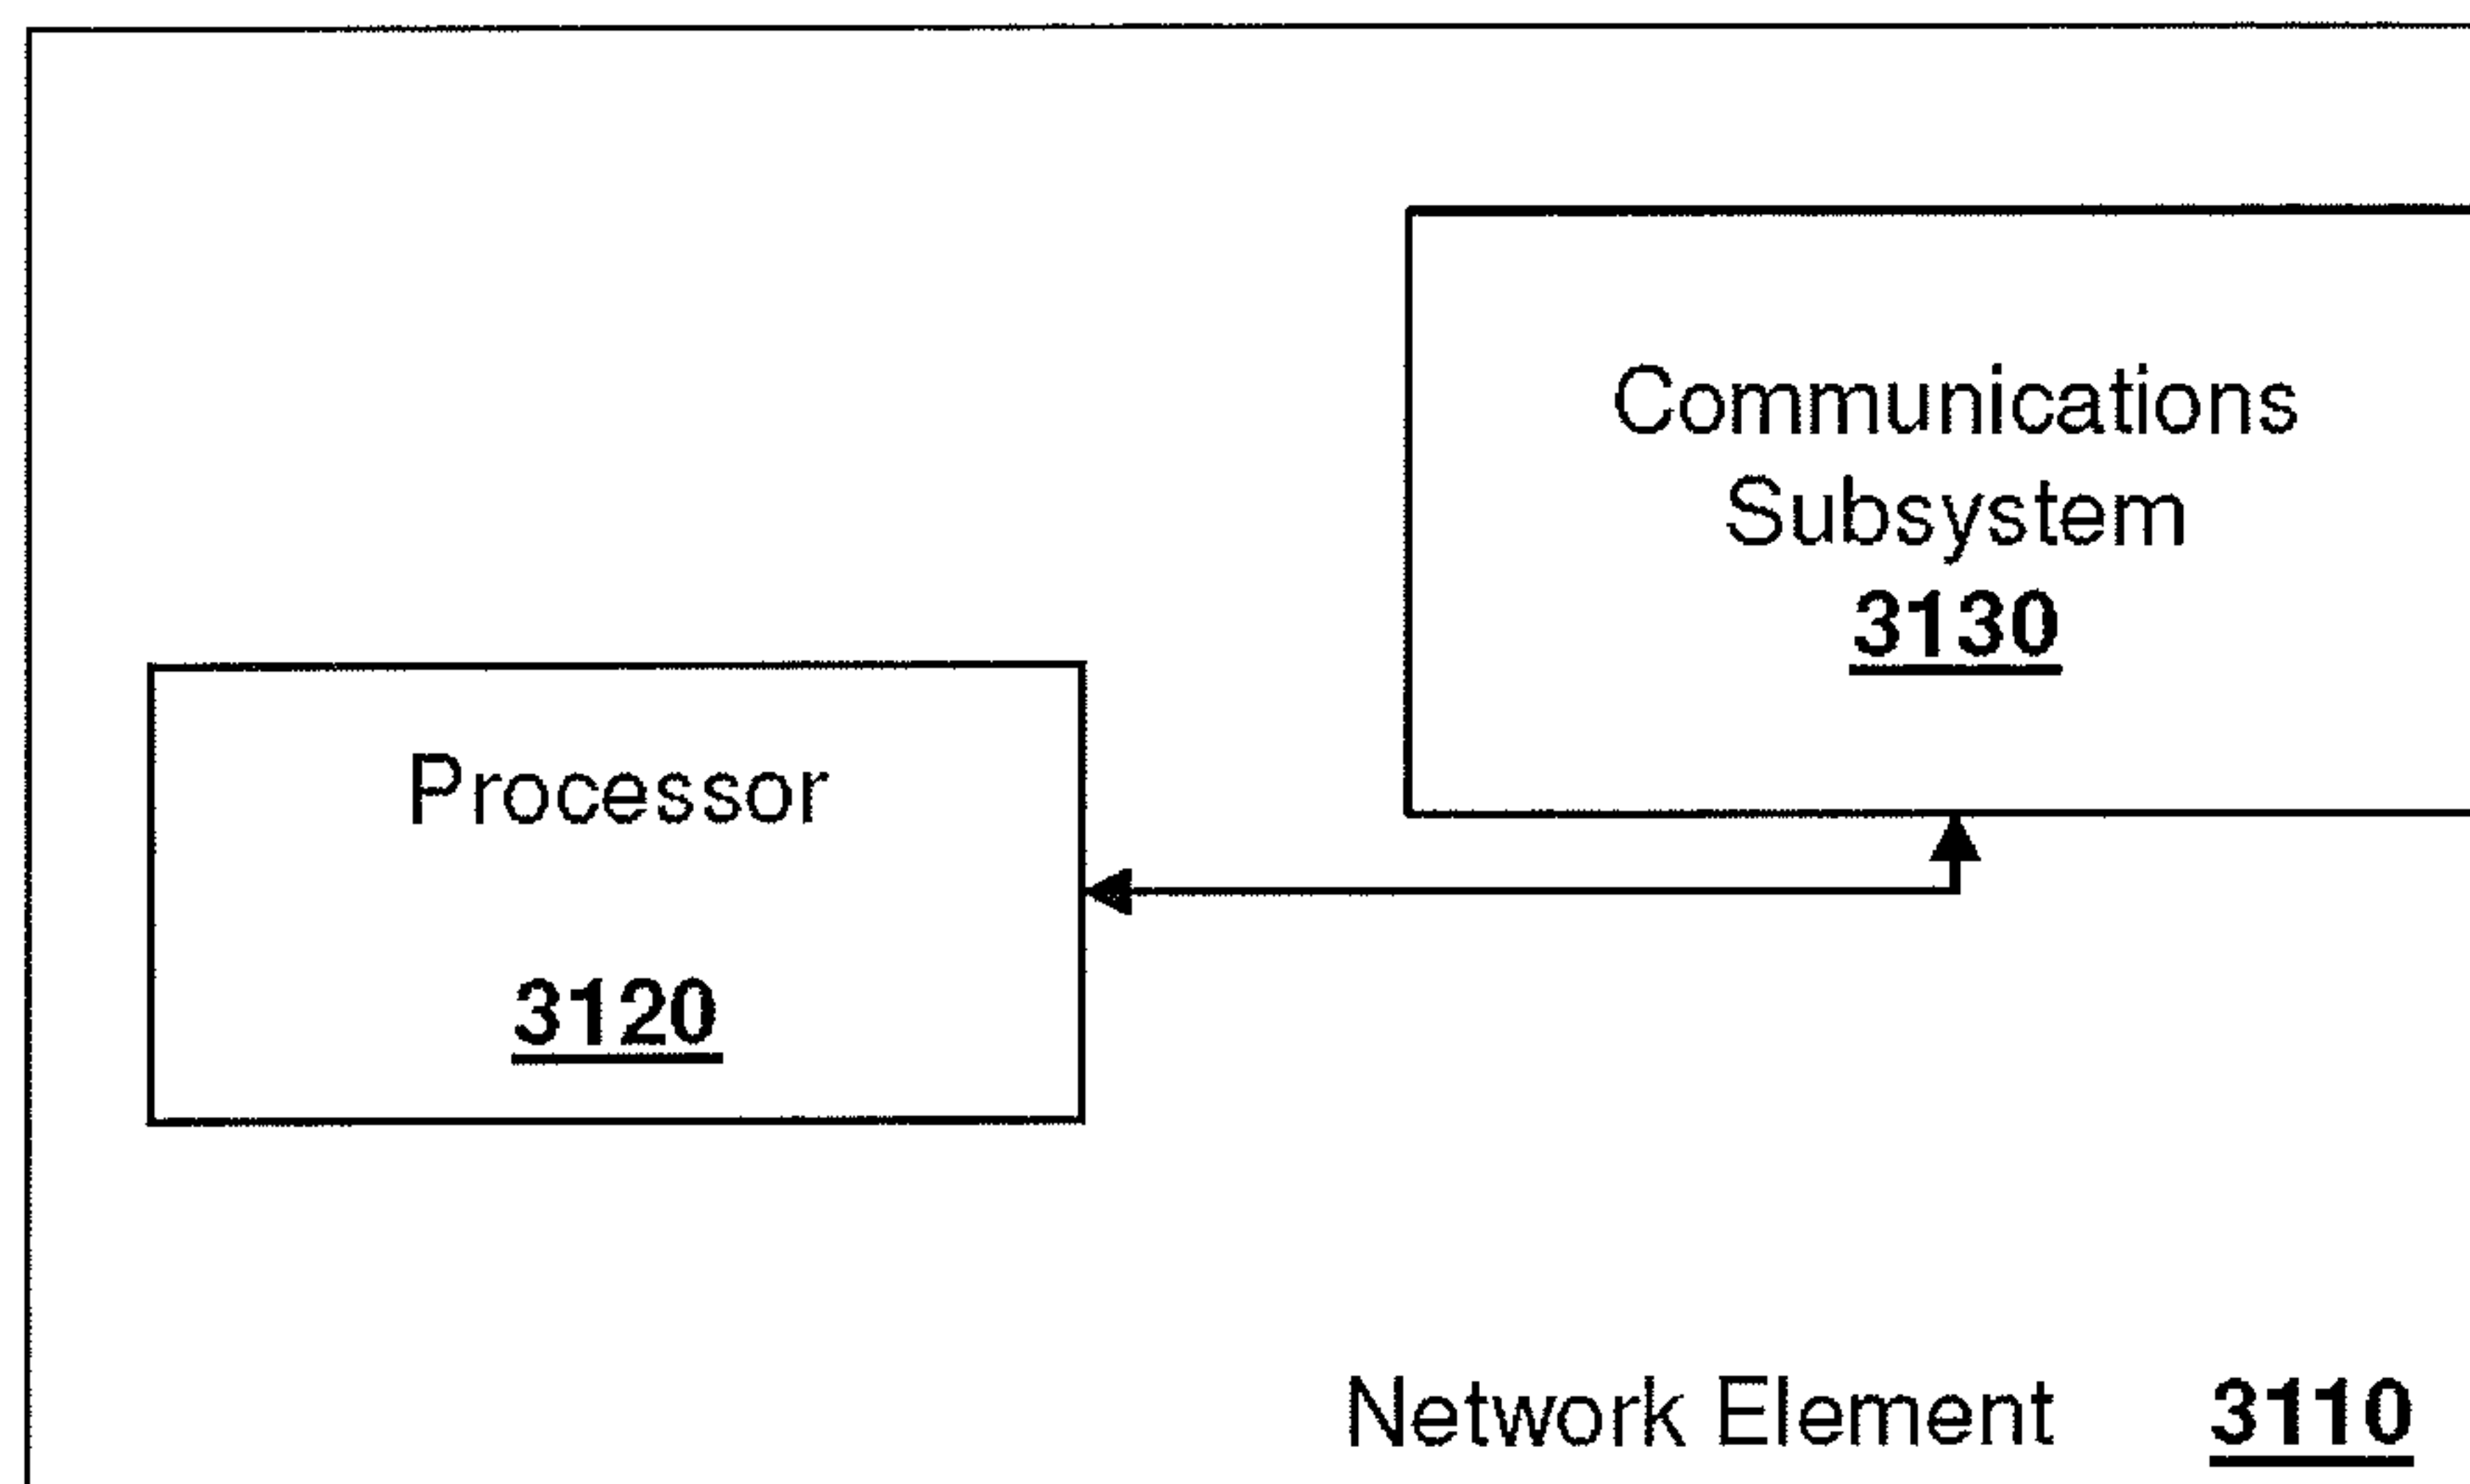 Communications
Subsystem
3130
Processor
3120
Network Element 3110